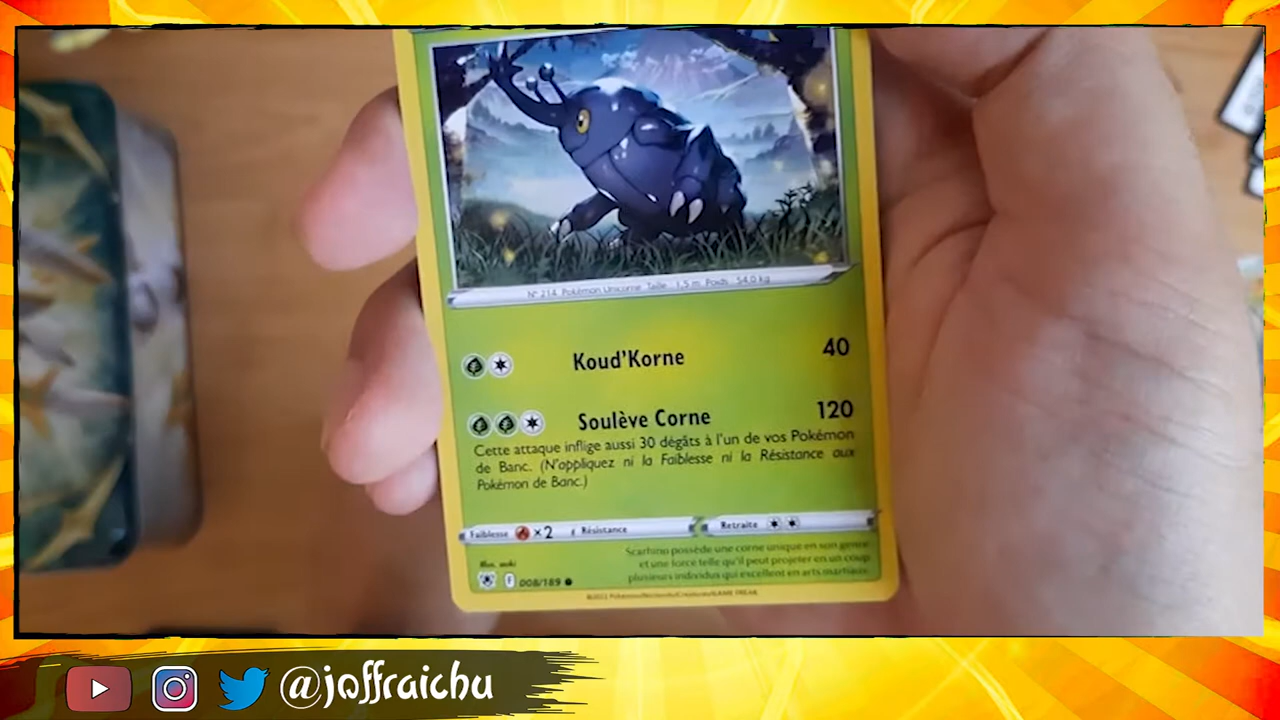 N° 214 Pokémon Unicorne Taille : 1,5 m Poids : 54,0 kg
Koud'Korne 40
Soulève Corne 120
Cette attaque inflige aussi 30 dégâts à l'un de vos Pokémon
de Banc. (N'appliquez ni la Faiblesse ni la Résistance aux
Pokémon de Banc.)
Faiblesse ×2 Résistance Retraite
Illus. aoki
Scarhino possède une corne unique en son genre
et une force telle qu'il peut projeter en un coup
plusieurs individus qui excellent en arts martiaux.
F 008/189
@joffraichu